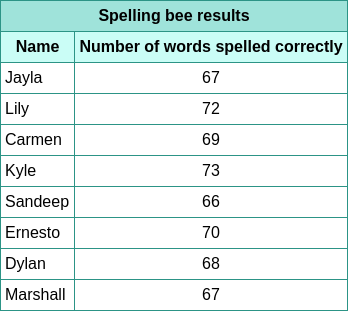 Spelling bee results
Name Number of words spelled correctly
Jayla 67
Lily 72
Carmen 69
Kyle 73
Sandeep 66
Ernesto 70
Dylan 68
Marshall 67